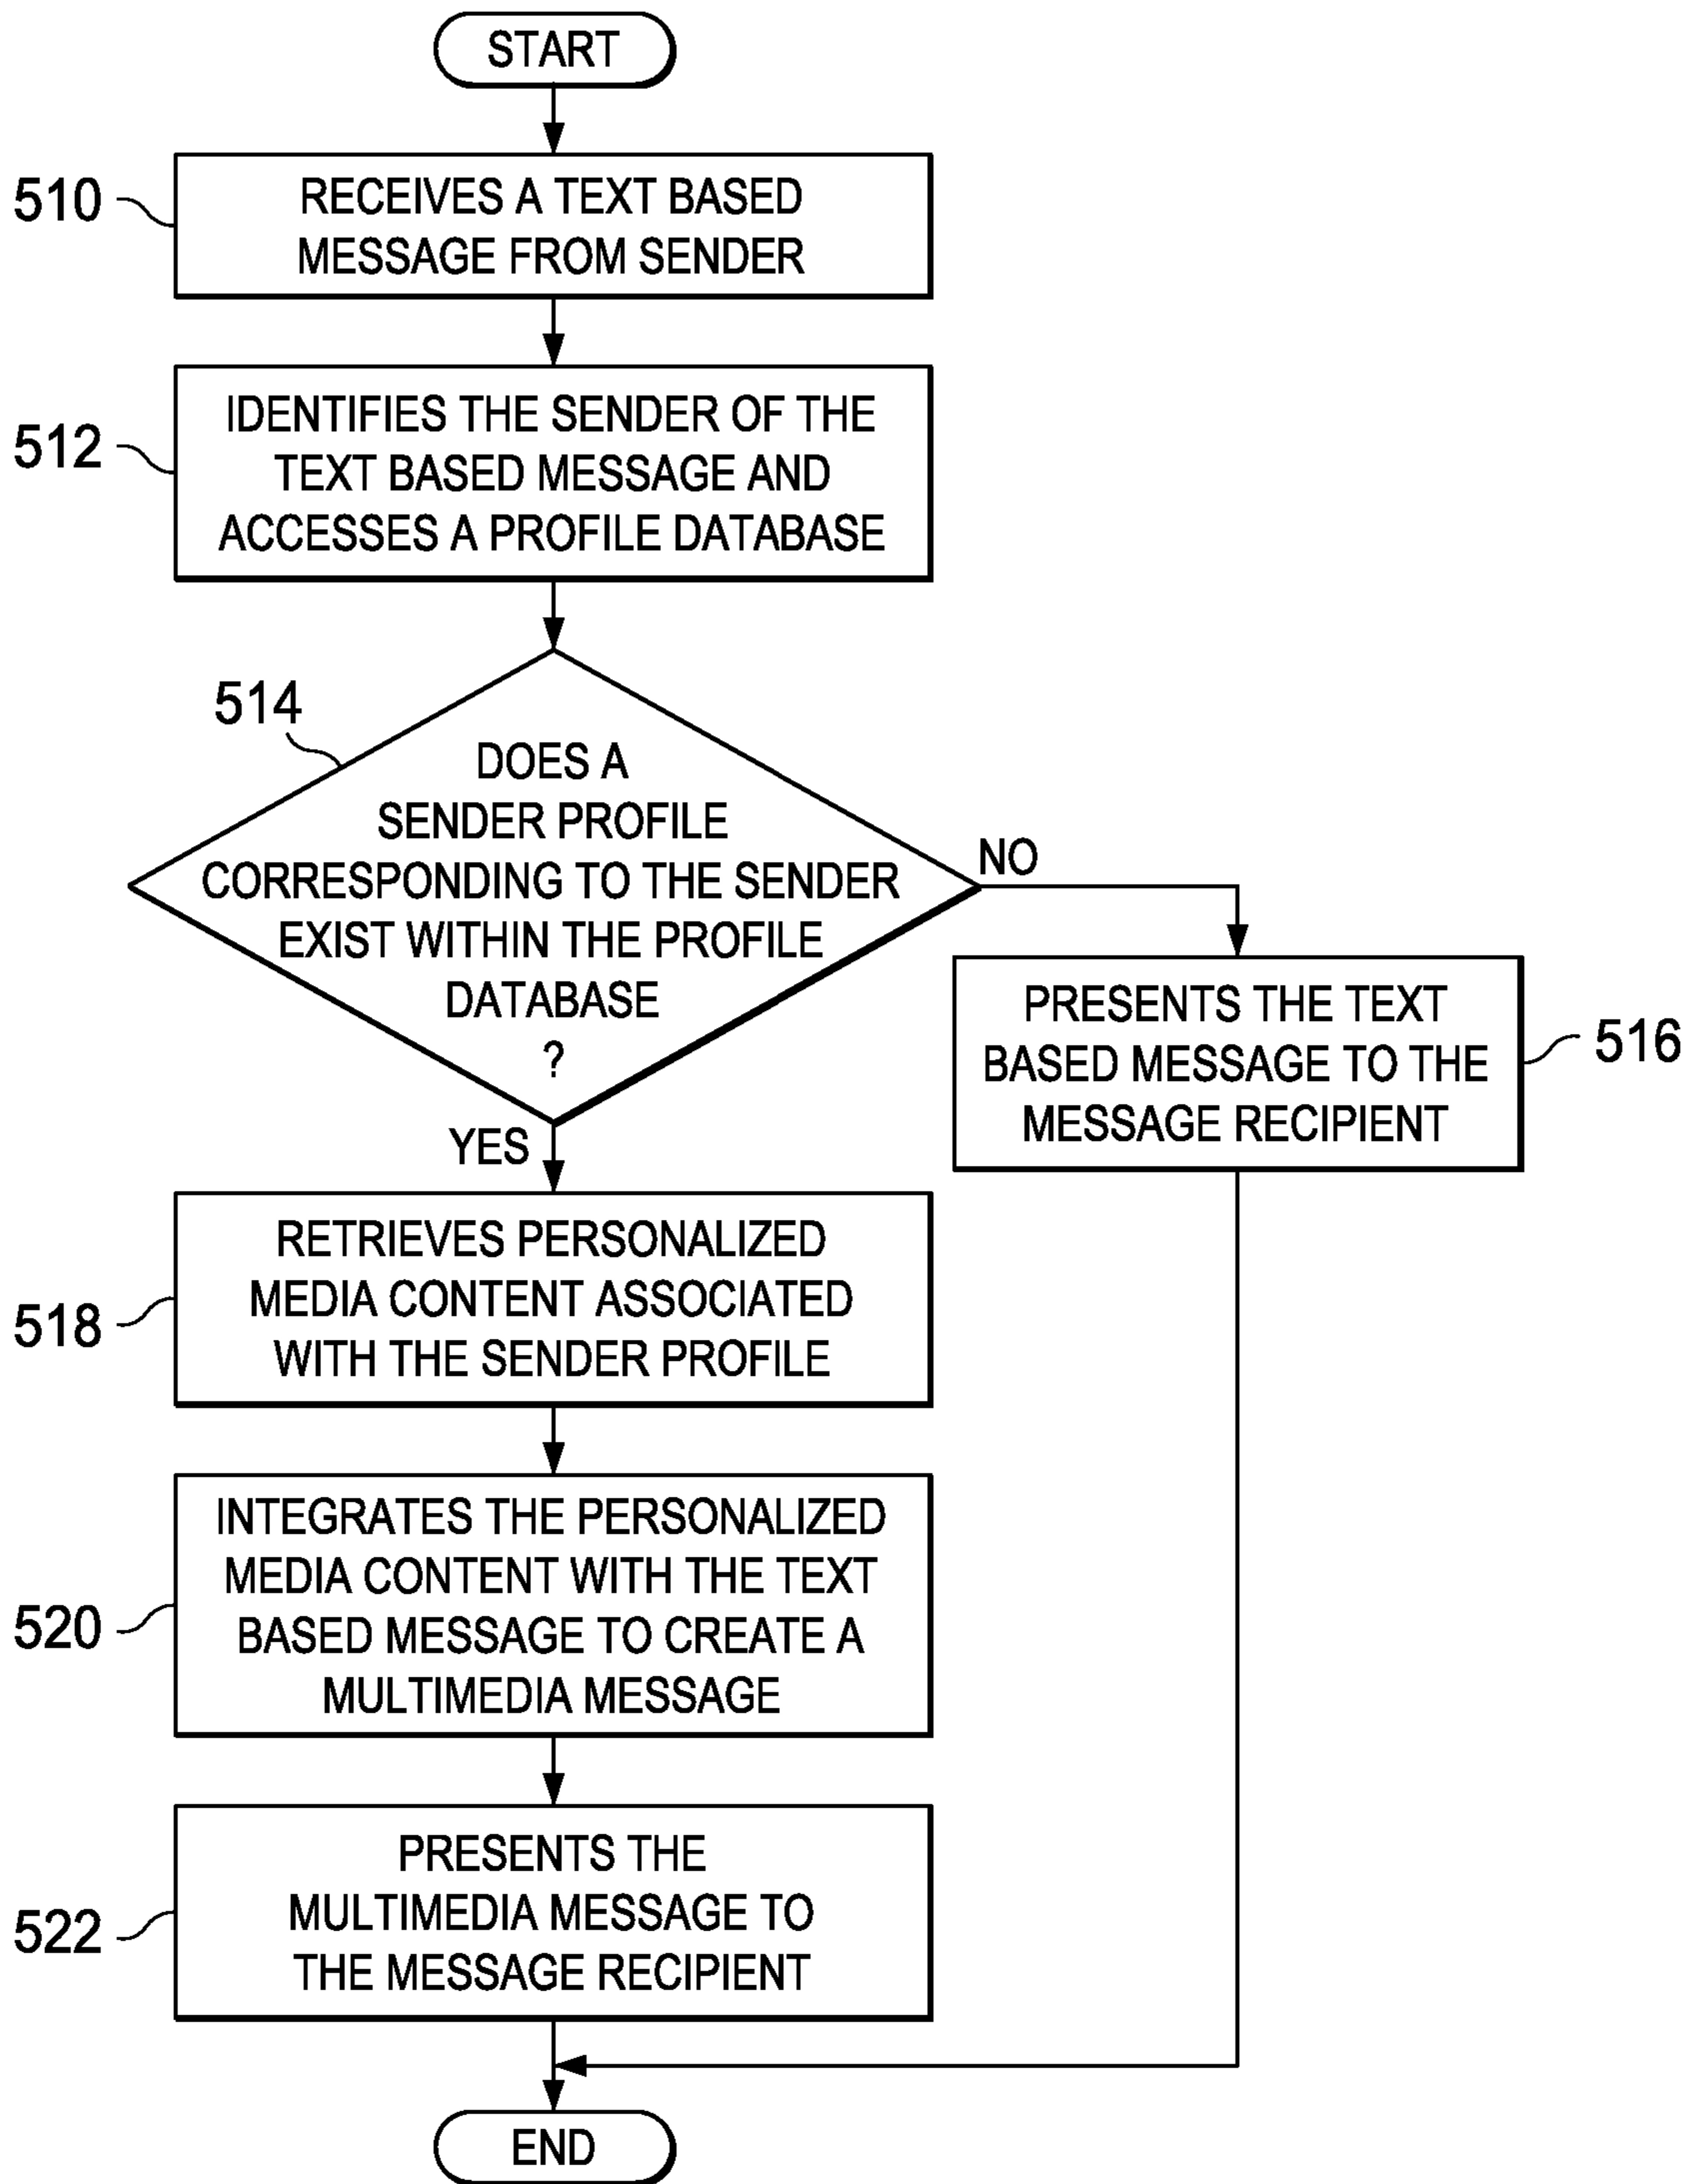 START
510
RECEIVES A TEXT BASED
MESSAGE FROM SENDER
512
IDENTIFIES THE SENDER OF THE
TEXT BASED MESSAGE AND
ACCESSES A PROFILE DATABASE
514
DOES A
SENDER PROFILE
CORRESPONDING TO THE SENDER
EXIST WITHIN THE PROFILE
DATABASE
?
NO
PRESENTS THE TEXT
BASED MESSAGE TO THE
MESSAGE RECIPIENT
516
YES
518
RETRIEVES PERSONALIZED
MEDIA CONTENT ASSOCIATED
WITH THE SENDER PROFILE
520
INTEGRATES THE PERSONALIZED
MEDIA CONTENT WITH THE TEXT
BASED MESSAGE TO CREATE A
MULTIMEDIA MESSAGE
522
PRESENTS THE
MULTIMEDIA MESSAGE TO
THE MESSAGE RECIPIENT
END